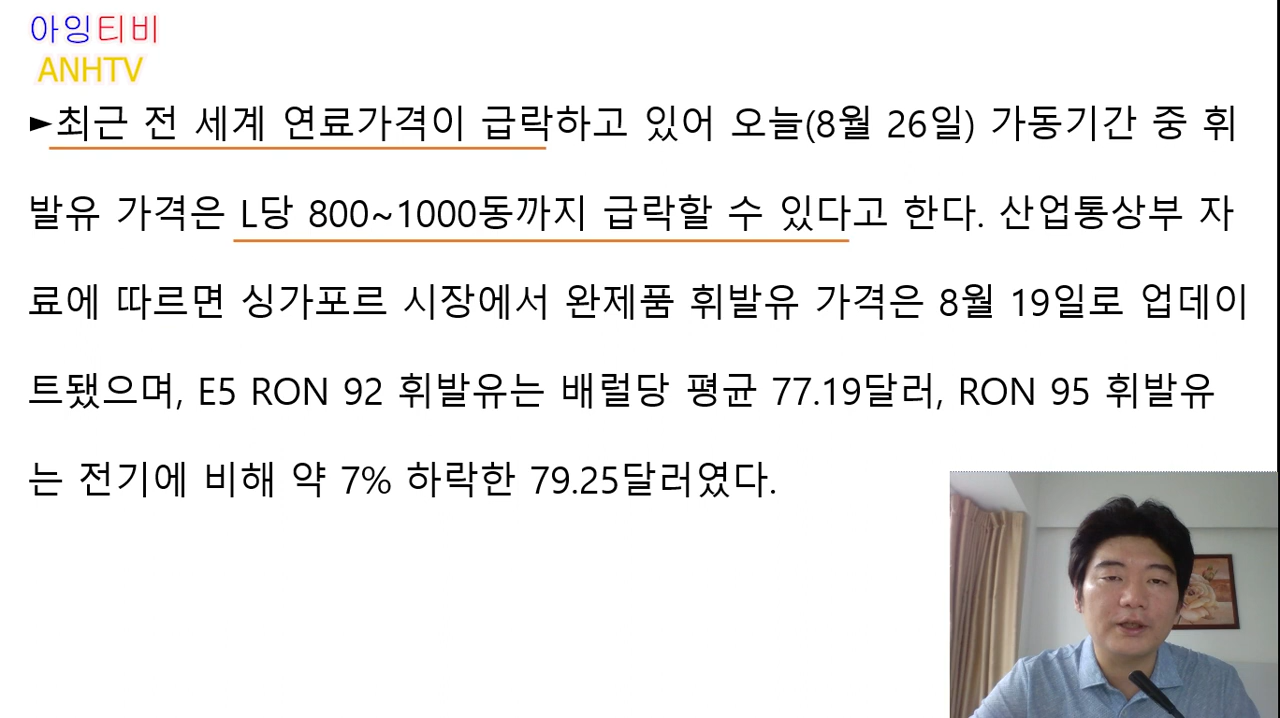 아잉티비
ANHTV
►최근 전 세계 연료가격이 급락하고 있어 오늘(8월 26일) 가동기간 중 휘
발유 가격은 L당 800~1000동까지 급락할 수 있다고 한다. 산업통상부 자
료에 따르면 싱가포르 시장에서 완제품 휘발유 가격은 8월 19일로 업데이
트됐으며, E5 RON 92 휘발유는 배럴당 평균 77.19달러, RON 95 휘발유
는 전기에 비해 약 7% 하락한 79.25달러였다.